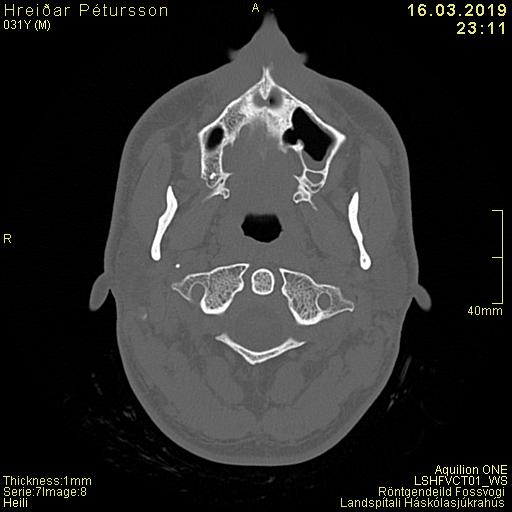 Hreiðar Pétursson
031Y (M)
A
16.03.2019
23:11
R
40mm
Thickness:1mm
Serie:7Image:8
Heili
Aquilion ONE
LSHFVCT01_WS
Röntgendeild Fossvogi
Landspítali Háskólasjúkrahús